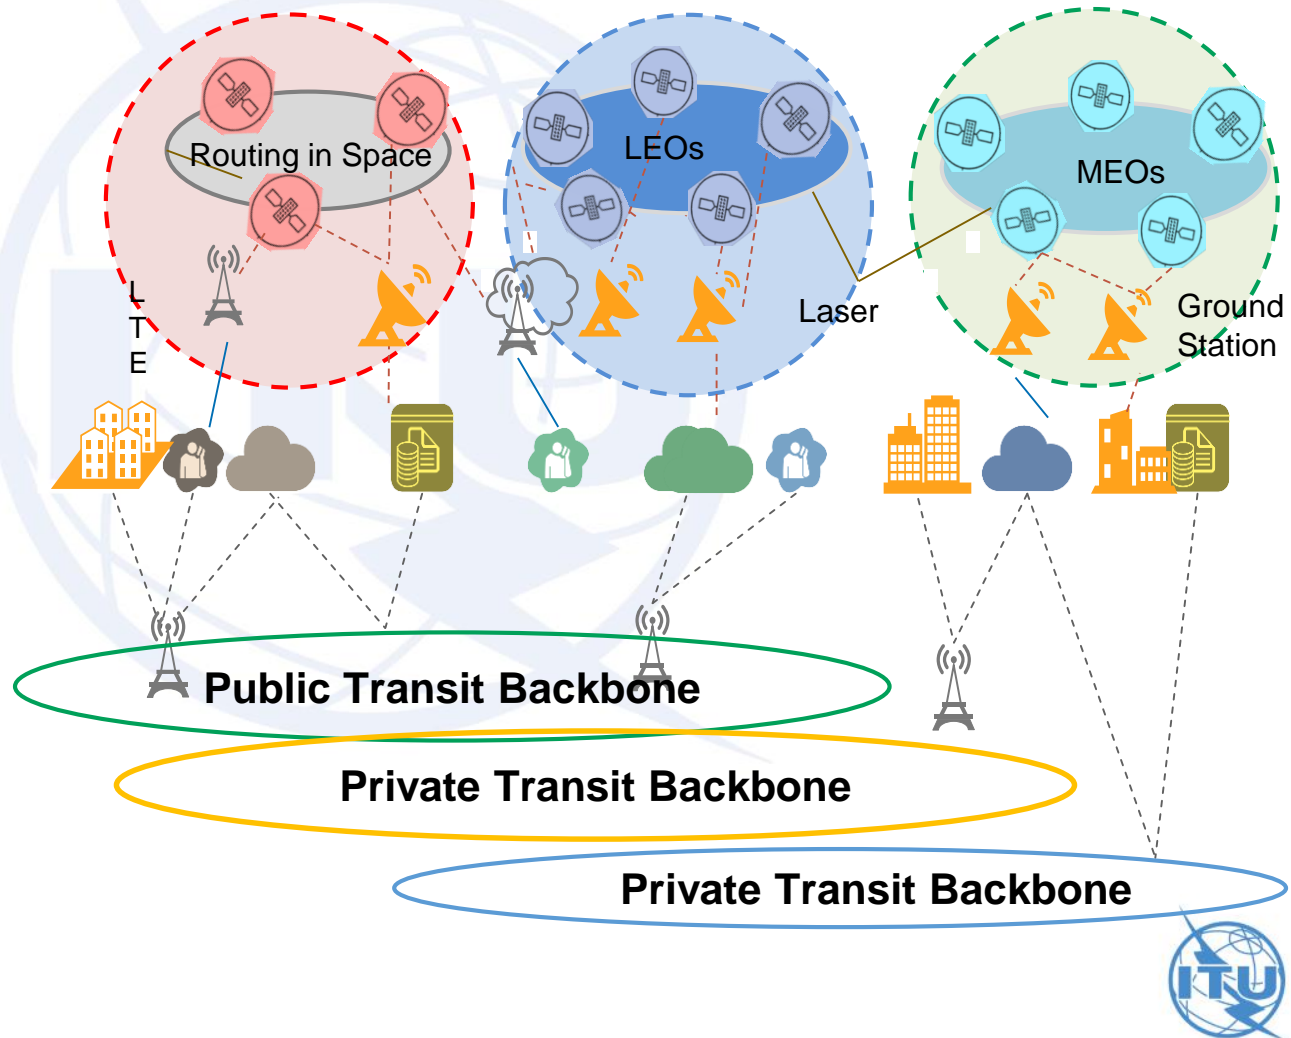 Routing in Space
LEOs
MEOs
L
T
E
Laser
Ground
Station
Public Transit Backbone
Private Transit Backbone
Private Transit Backbone
ITU